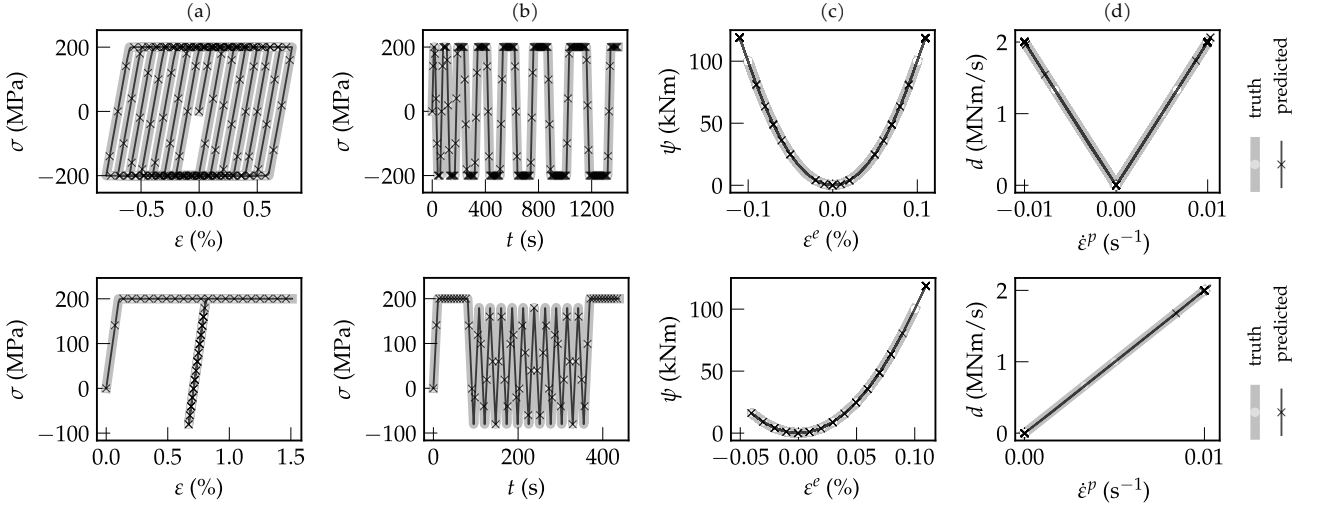 (a)
(b)
(c)
(d)
200
0
−200
σ (MPa)
−0.5 0.0 0.5
ε (%)
200
0
−200
σ (MPa)
0 400 800 1200
t (s)
100
50
0
ψ (kNm)
−0.1 0.0 0.1
εᵉ (%)
2
1
0
d (MNm/s)
−0.01 0.00 0.01
ε̇ᵖ (s⁻¹)
truth
predicted
200
100
0
−100
σ (MPa)
0.0 0.5 1.0 1.5
ε (%)
200
100
0
−100
σ (MPa)
0 200 400
t (s)
100
50
0
ψ (kNm)
−0.05 0.00 0.05 0.10
εᵉ (%)
2
1
0
d (MNm/s)
0.00 0.01
ε̇ᵖ (s⁻¹)
truth
predicted